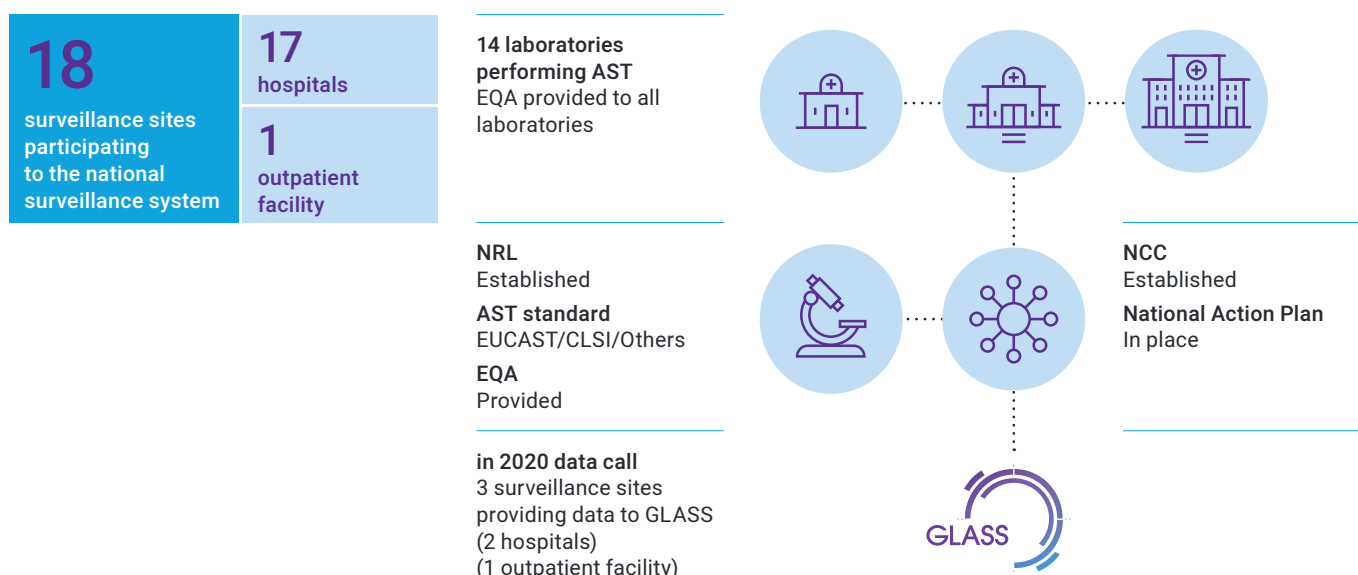 18
surveillance sites
participating
to the national
surveillance system
17
hospitals
1
outpatient
facility
14 laboratories
performing AST
EQA provided to all
laboratories
NRL
Established
AST standard
EUCAST/CLSI/Others
EQA
Provided
NCC
Established
National Action Plan
In place
in 2020 data call
3 surveillance sites
providing data to GLASS
(2 hospitals)
(1 outpatient facility)
GLASS